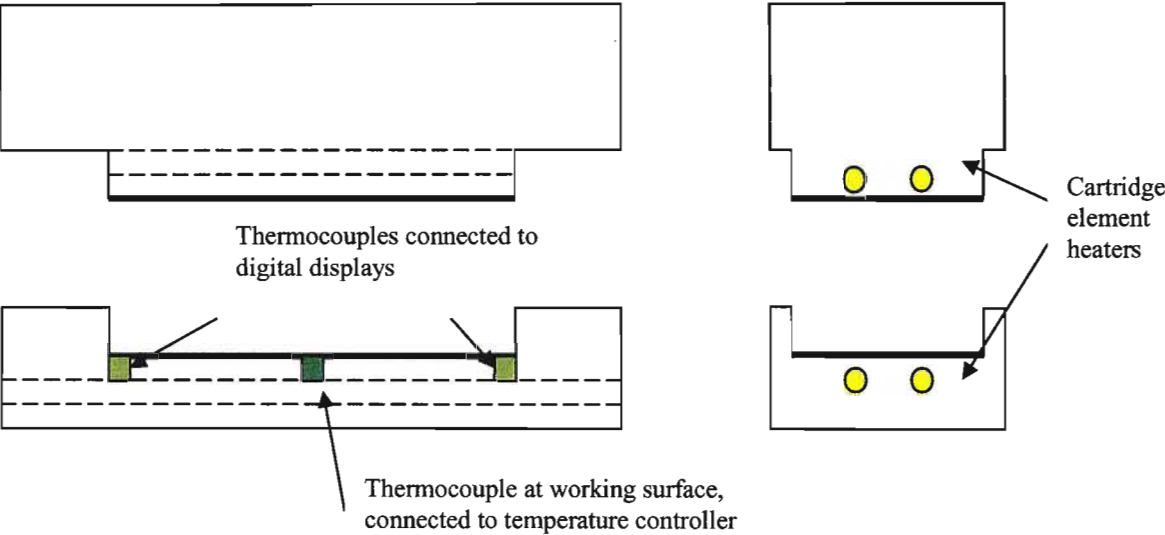 Cartridge
element
heaters
Thermocouples connected to
digital displays
Thermocouple at working surface,
connected to temperature controller